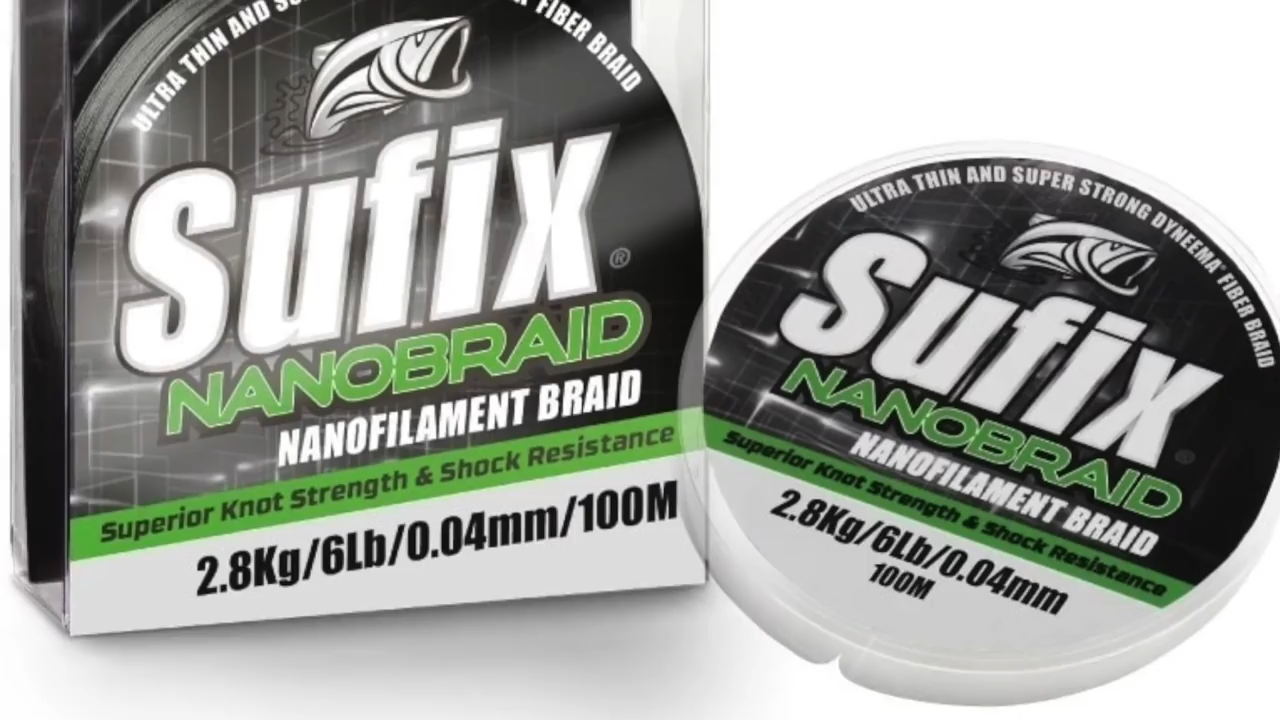 ULTRA THIN AND
FIBER BRAID
Sufix®
NANOBRAID
NANOFILAMENT BRAID
Superior Knot Strength & Shock Resistance
2.8Kg/6Lb/0.04mm/100M
ULTRA THIN AND SUPER STRONG DYNEEMA® FIBER BRAID
Sufix®
NANOBRAID
NANOFILAMENT BRAID
Superior Knot Strength & Shock Resistance
2.8Kg/6Lb/0.04mm
100M